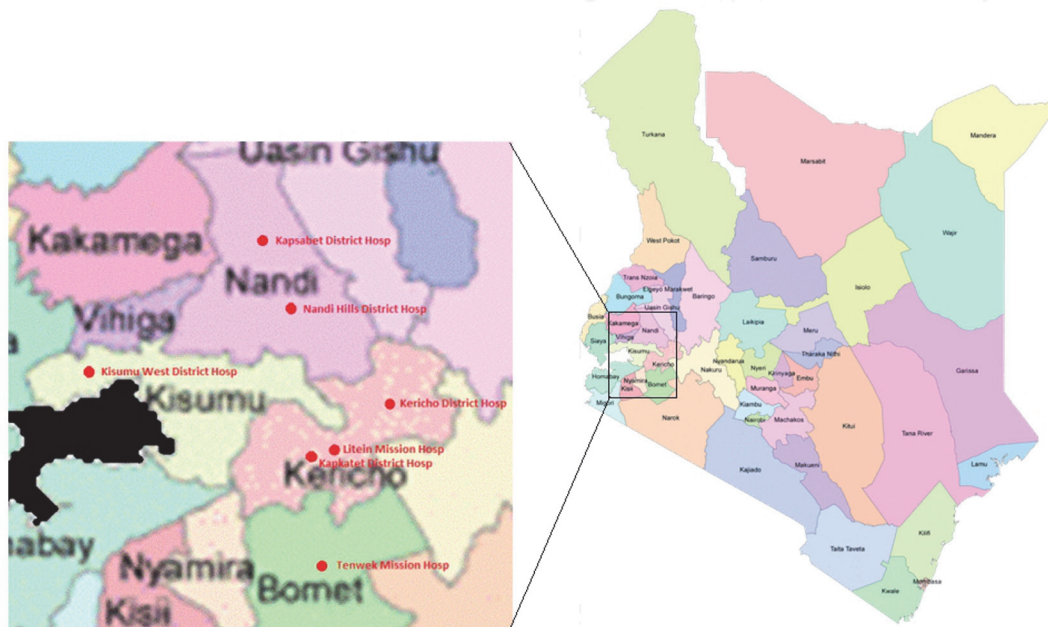 Uasin Gishu
Kakamega
Kapsabet District Hosp
Nandi
Nandi Hills District Hosp
Vihiga
Kisumu West District Hosp
Kisumu
Kericho District Hosp
Litein Mission Hosp
Kapkatet District Hosp
Kericho
nabay
Nyamira
Tenwek Mission Hosp
Bomet
Kisii
Mandera
Turkana
Marsabit
Wajir
West Pokot
Samburu
Trans Nzoia
Elgeyo Marakwet
Isiolo
Bungoma
Baringo
Uasin Gishu
Busia
Kakamega
Laikipia
Meru
Nandi
Vihiga
Siaya
Kisumu
Tharaka Nithi
Kericho
Nyandarua
Nyeri
Nakuru
Kirinyaga
Garissa
Homabay
Nyamira
Embu
Kisii
Bomet
Muranga
Migori
Kiambu
Narok
Nairobi
Machakos
Kitui
Tana River
Makueni
Kajiado
Lamu
Kilifi
Taita Taveta
Mombasa
Kwale